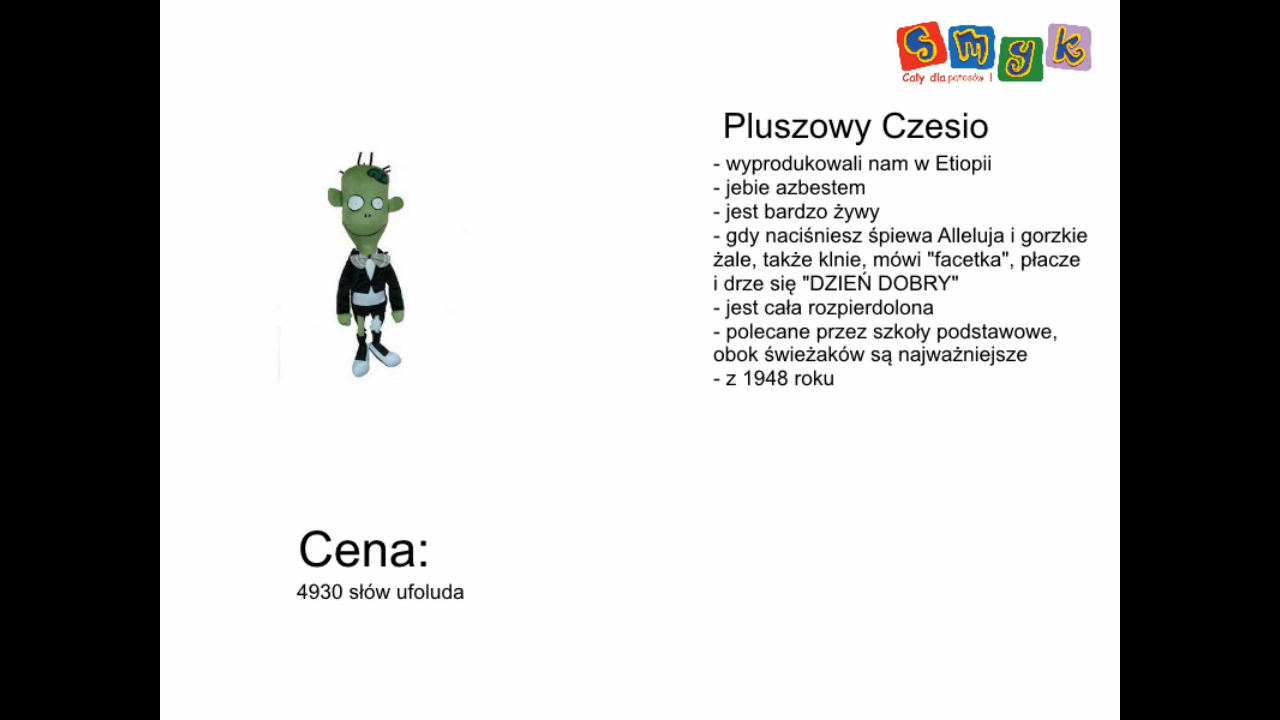 smyk
Cały dla patosów !
Pluszowy Czesio
- wyprodukowali nam w Etiopii
- jebie azbestem
- jest bardzo żywy
- gdy naciśniesz śpiewa Alleluja i gorzkie
żale, także klnie, mówi "facetka", płacze
i drze się "DZIEŃ DOBRY"
- jest cała rozpierdolona
- polecane przez szkoły podstawowe,
obok świeżaków są najważniejsze
- z 1948 roku
Cena:
4930 słów ufoluda